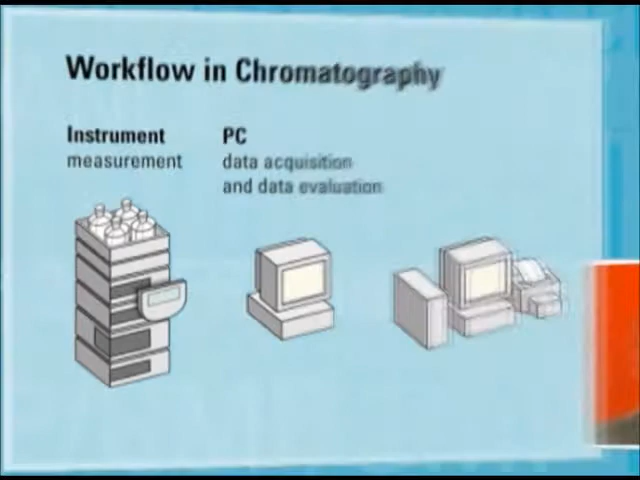 Workflow in Chromatography
Instrument
measurement
PC
data acquisition
and data evaluation